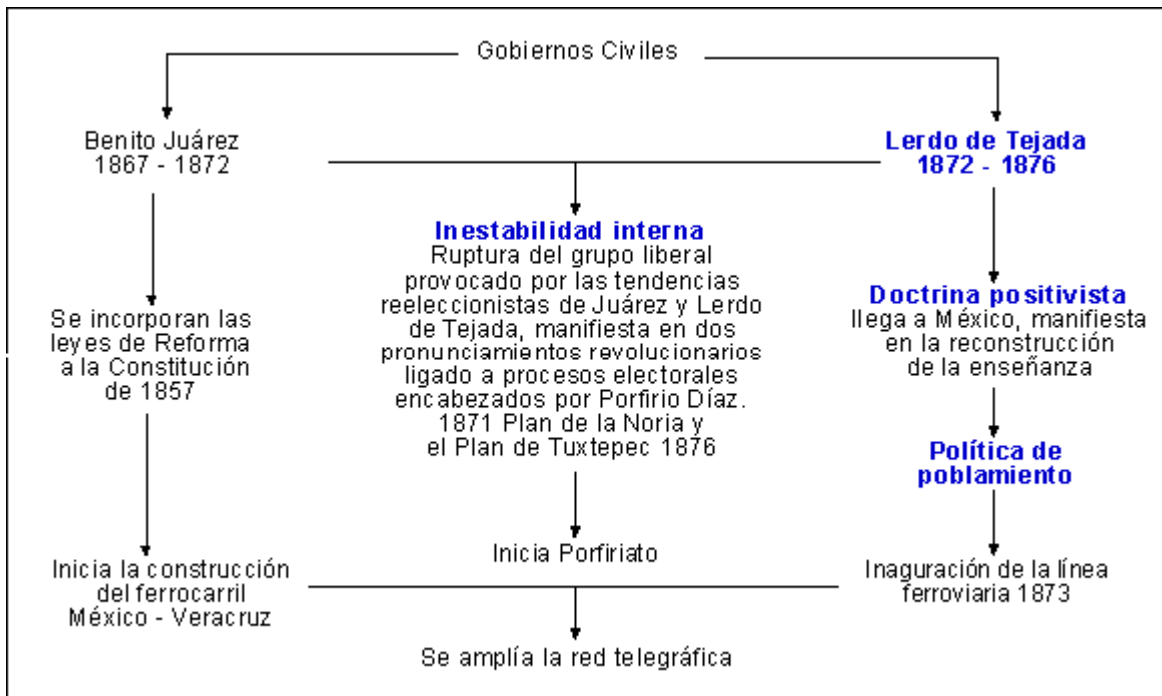 Gobiernos Civiles
Benito Juárez
1867 - 1872
Lerdo de Tejada
1872 - 1876
Inestabilidad interna
Ruptura del grupo liberal
provocado por las tendencias
reeleccionistas de Juárez y Lerdo
de Tejada, manifiesta en dos
pronunciamientos revolucionarios
ligado a procesos electorales
encabezados por Porfirio Díaz.
1871 Plan de la Noria y
el Plan de Tuxtepec 1876
Se incorporan las
leyes de Reforma
a la Constitución
de 1857
Doctrina positivista
llega a México, manifiesta
en la reconstrucción
de la enseñanza
Política de
poblamiento
Inicia Porfiriato
Inicia la construcción
del ferrocarril
México - Veracruz
Inaguración de la línea
ferroviaria 1873
Se amplía la red telegráfica